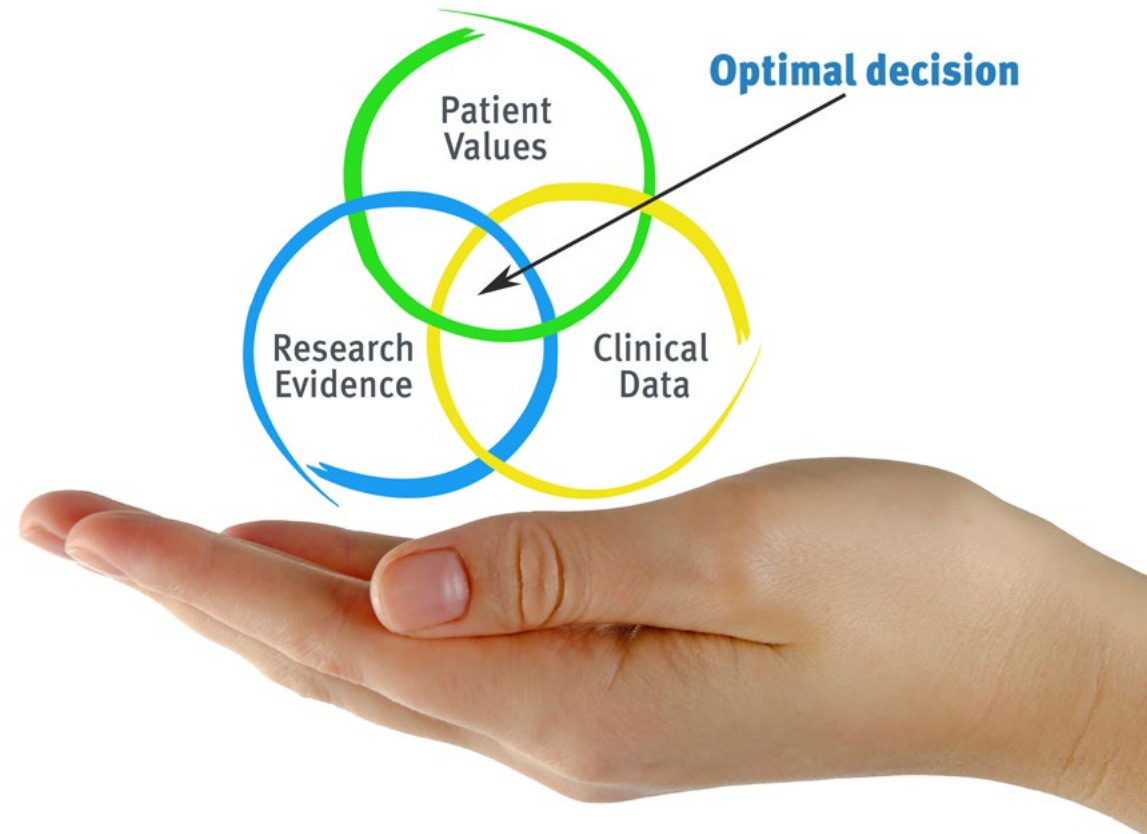 Optimal decision
Patient
Values
Research
Evidence
Clinical
Data